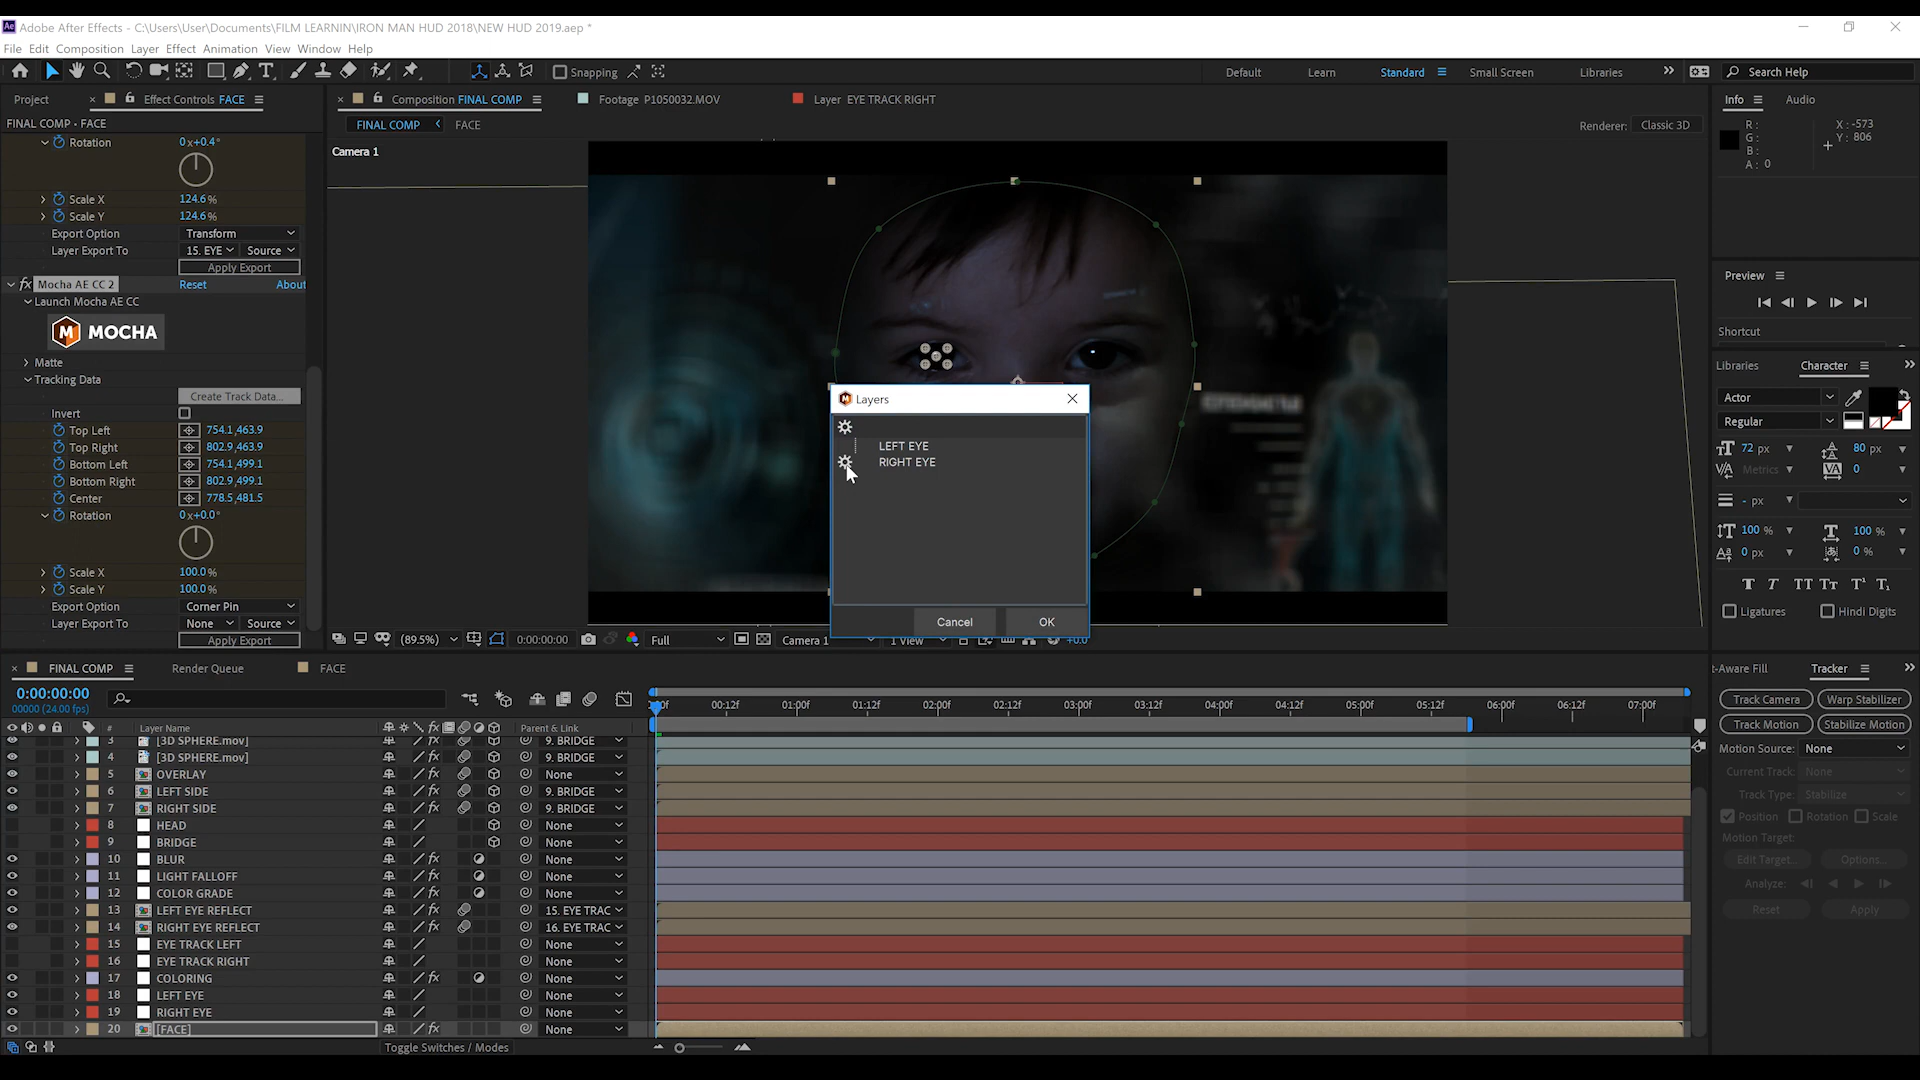 Adobe After Effects - C:\Users\User\Documents\FILM LEARNIN\IRON MAN HUD 2018\NEW HUD 2019.aep *
File Edit Composition Layer Effect Animation View Window Help
Snapping
Default Learn Standard Small Screen Libraries Search Help
Project Effect Controls FACE
Composition FINAL COMP Footage P1050032.MOV Layer EYE TRACK RIGHT
Info Audio
FINAL COMP • FACE
FINAL COMP FACE
Renderer: Classic 3D
R: G: B: A: 0
X: -573
Y: 806
Camera 1
Rotation 0x+0.4°
Scale X 124.6%
Scale Y 124.6%
Export Option Transform
Layer Export To 15. EYE Source
Apply Export
Mocha AE CC 2 Reset About
Launch Mocha AE CC
MOCHA
Matte
Tracking Data
Create Track Data...
Invert
Top Left 754.1,463.9
Top Right 802.9,463.9
Bottom Left 754.1,499.1
Bottom Right 802.9,499.1
Center 778.5,481.5
Rotation 0x+0.0°
Scale X 100.0%
Scale Y 100.0%
Export Option Corner Pin
Layer Export To None Source
Apply Export
Layers
LEFT EYE
RIGHT EYE
Cancel OK
(89.5%) 0:00:00:00 Full Camera 1 1 View +0.0
Preview
Shortcut
Libraries Character
Actor
Regular
72 px 80 px
Metrics 0
- px
100 % 100 %
0 px 0 %
T T TT Tт T¹ T₁
Ligatures Hindi Digits
FINAL COMP Render Queue FACE
0:00:00:00
00000 (24.00 fps)
00:12f 01:00f 01:12f 02:00f 02:12f 03:00f 03:12f 04:00f 04:12f 05:00f 05:12f 06:00f 06:12f 07:00f
# Layer Name Parent & Link
3 [3D SPHERE.mov] 9. BRIDGE
4 [3D SPHERE.mov] 9. BRIDGE
5 OVERLAY None
6 LEFT SIDE 9. BRIDGE
7 RIGHT SIDE 9. BRIDGE
8 HEAD None
9 BRIDGE None
10 BLUR None
11 LIGHT FALLOFF None
12 COLOR GRADE None
13 LEFT EYE REFLECT 15. EYE TRAC
14 RIGHT EYE REFLECT 16. EYE TRAC
15 EYE TRACK LEFT None
16 EYE TRACK RIGHT None
17 COLORING None
18 LEFT EYE None
19 RIGHT EYE None
20 [FACE] None
Toggle Switches / Modes
t-Aware Fill Tracker
Track Camera Warp Stabilizer
Track Motion Stabilize Motion
Motion Source: None
Current Track: None
Track Type: Stabilize
Position Rotation Scale
Motion Target:
Edit Target... Options...
Analyze:
Reset Apply